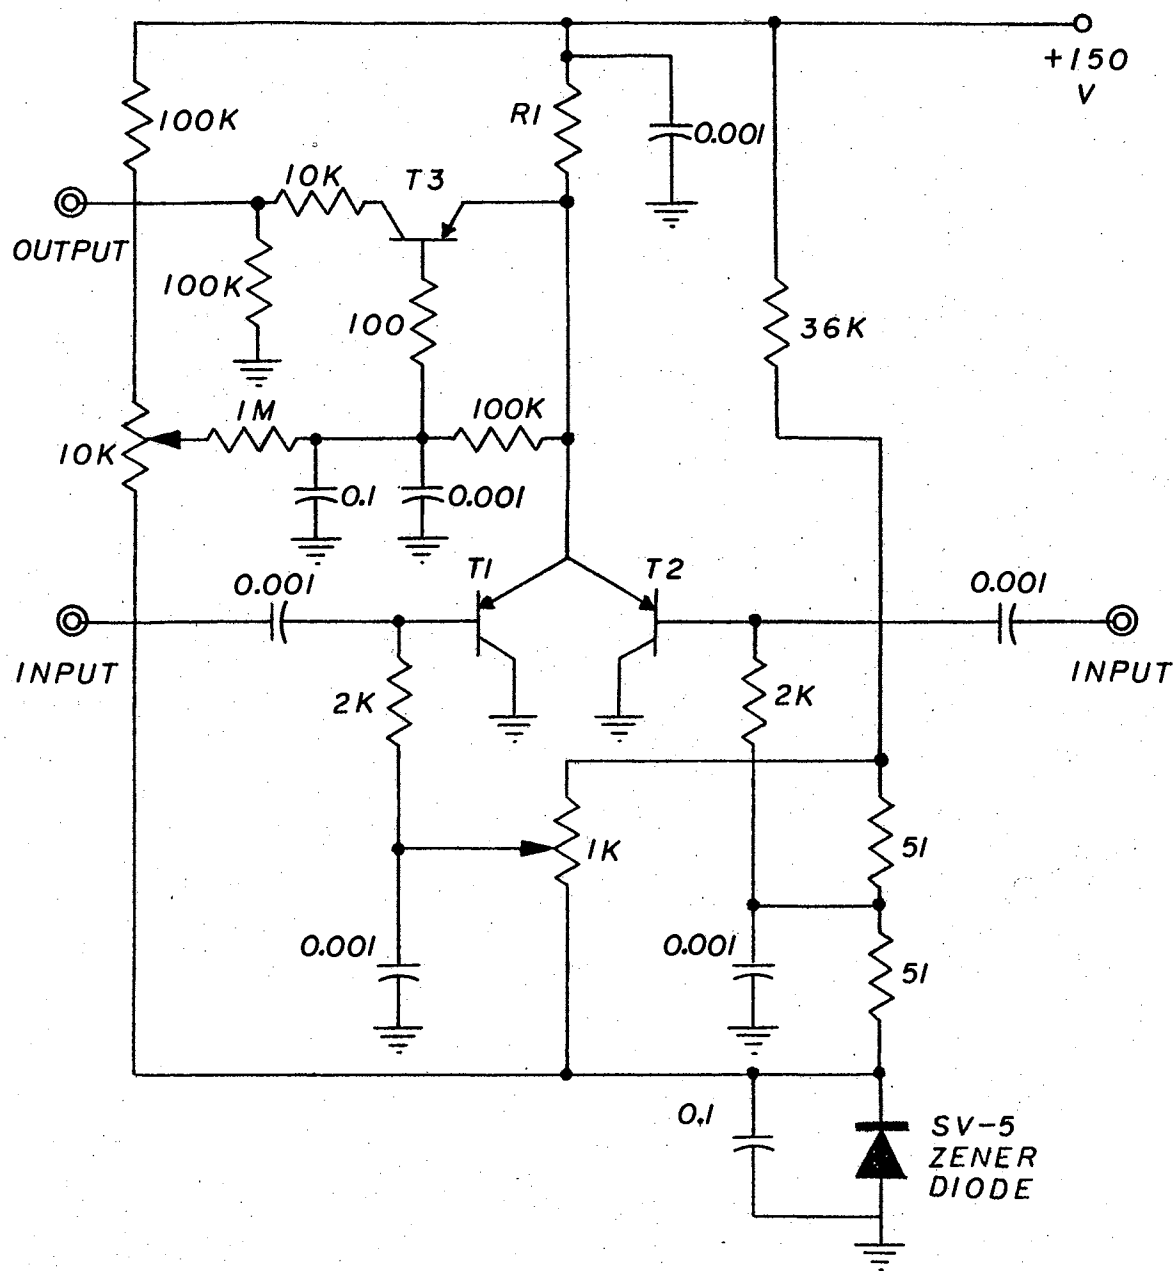 +150
V
100K
R1
0.001
10K
T3
OUTPUT
100K
100
36K
1M
100K
10K
0.1
0.001
T1
T2
0.001
0.001
INPUT
INPUT
2K
2K
1K
51
0.001
0.001
51
0.1
SV-5
ZENER
DIODE